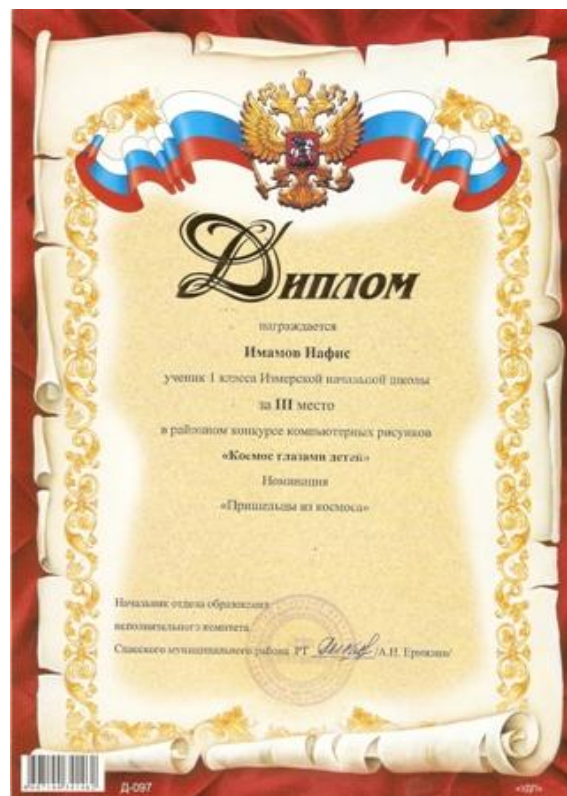 Диплом
награждается
Имамов Нафис
ученик 1 класса Измерской начальной школы
за III место
в районном конкурсе компьютерных рисунков
«Космос глазами детей»
Номинация
«Пришельцы из космоса»
Начальник отдела образования
исполнительного комитета
Спасского муниципального района РТ /А.Н.
Д-097
«УДП»